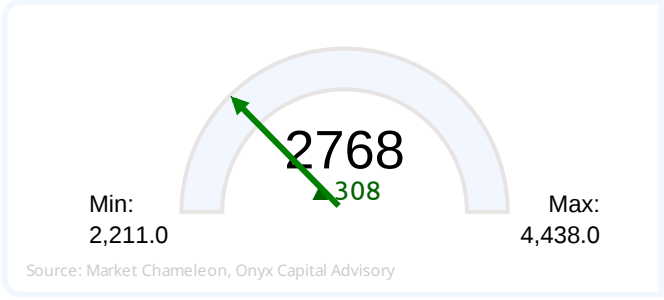 2768
▲308
Min:
2,211.0
Max:
4,438.0
Source: Market Chameleon, Onyx Capital Advisory